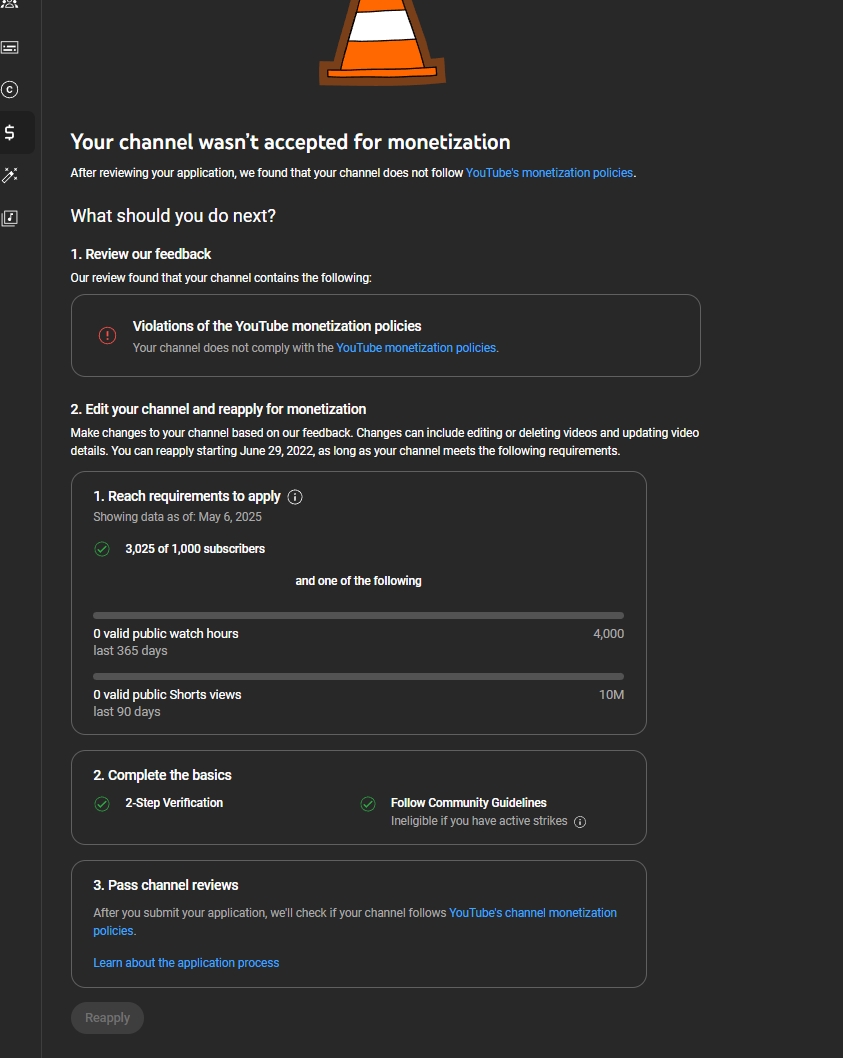 Your channel wasn't accepted for monetization
After reviewing your application, we found that your channel does not follow YouTube's monetization policies.
What should you do next?
1. Review our feedback
Our review found that your channel contains the following:
Violations of the YouTube monetization policies
Your channel does not comply with the YouTube monetization policies.
2. Edit your channel and reapply for monetization
Make changes to your channel based on our feedback. Changes can include editing or deleting videos and updating video
details. You can reapply starting June 29, 2022, as long as your channel meets the following requirements.
1. Reach requirements to apply
Showing data as of: May 6, 2025
3,025 of 1,000 subscribers
and one of the following
0 valid public watch hours 4,000
last 365 days
0 valid public Shorts views 10M
last 90 days
2. Complete the basics
2-Step Verification
Follow Community Guidelines
Ineligible if you have active strikes
3. Pass channel reviews
After you submit your application, we'll check if your channel follows YouTube's channel monetization
policies.
Learn about the application process
Reapply